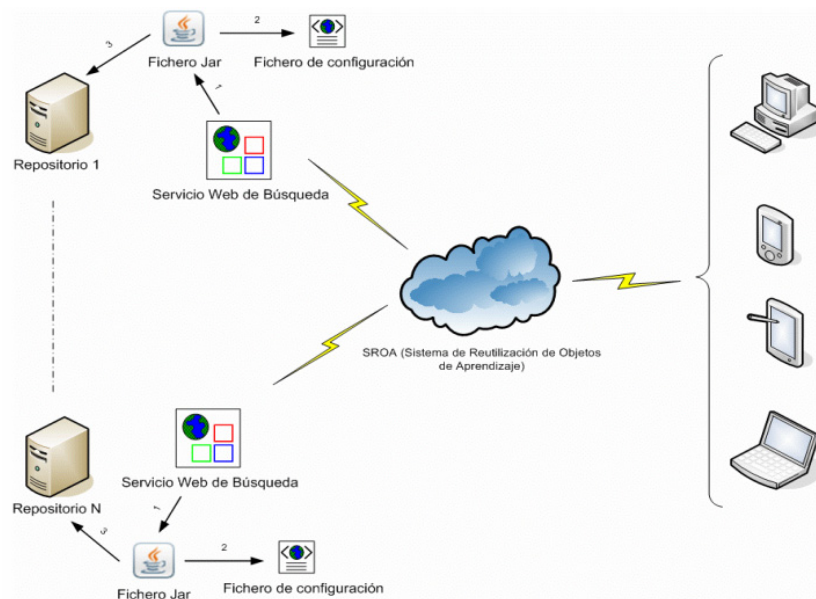 3
2
Fichero Jar
Fichero de configuración
1
Repositorio 1
Servicio Web de Búsqueda
SROA (Sistema de Reutilización de Objetos
de Aprendizaje)
Servicio Web de Búsqueda
Repositorio N
1
3
2
Fichero Jar
Fichero de configuración